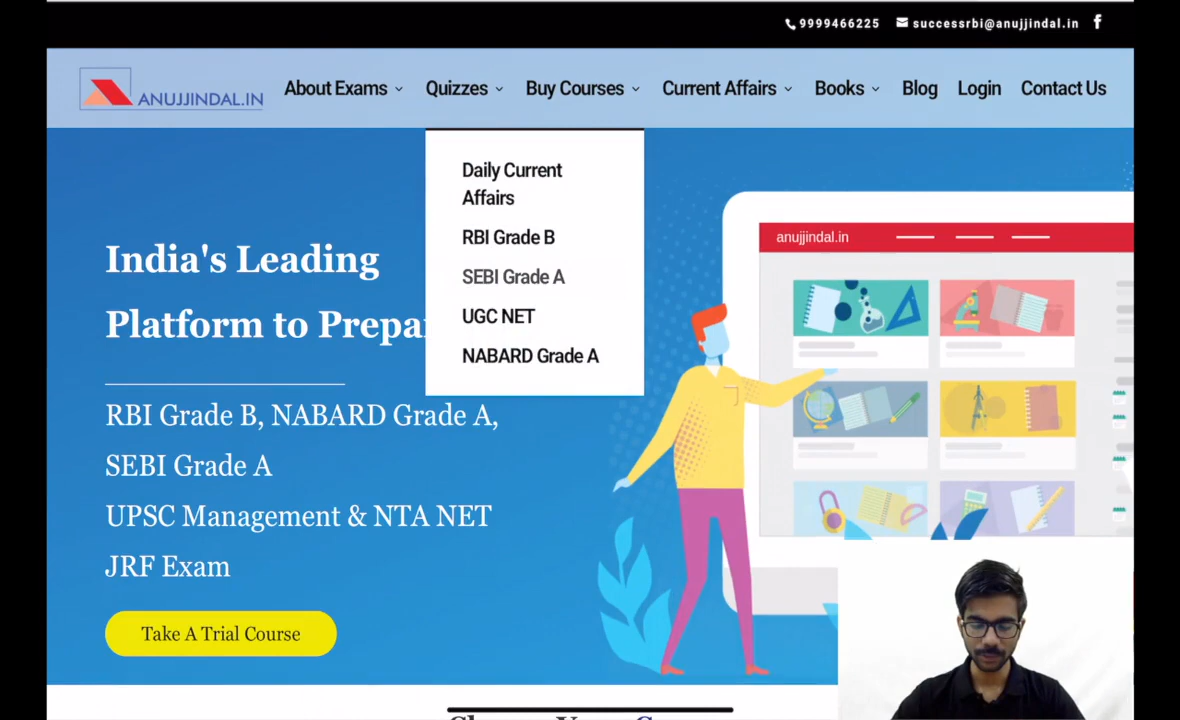 9999466225 successrbi@anujjindal.in
ANUJJINDAL.IN About Exams Quizzes Buy Courses Current Affairs Books Blog Login Contact Us
Daily Current
Affairs
RBI Grade B
SEBI Grade A
UGC NET
NABARD Grade A
anujjindal.in
India's Leading
Platform to Prepar
RBI Grade B, NABARD Grade A,
SEBI Grade A
UPSC Management & NTA NET
JRF Exam
Take A Trial Course